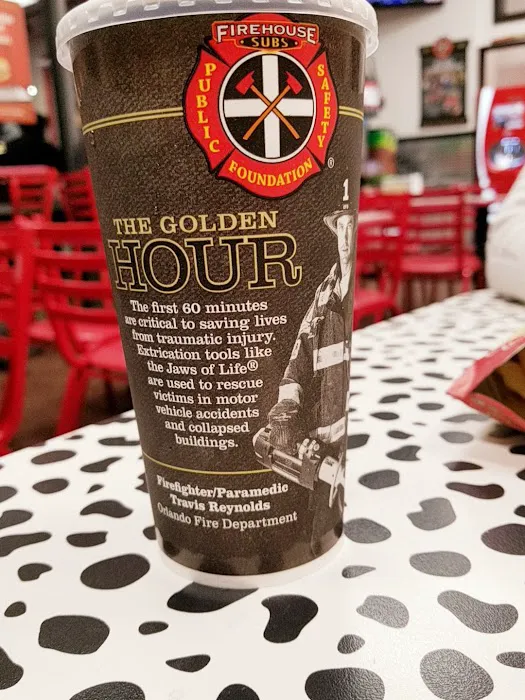 FIREHOUSE
SUBS
PUBLIC
SAFETY
FOUNDATION
®
1
THE GOLDEN
HOUR
The first 60 minutes
are critical to saving lives
from traumatic injury.
Extrication tools like
the Jaws of Life®
are used to rescue
victims in motor
vehicle accidents
and collapsed
buildings.
Firefighter/Paramedic
Travis Reynolds
Orlando Fire Department